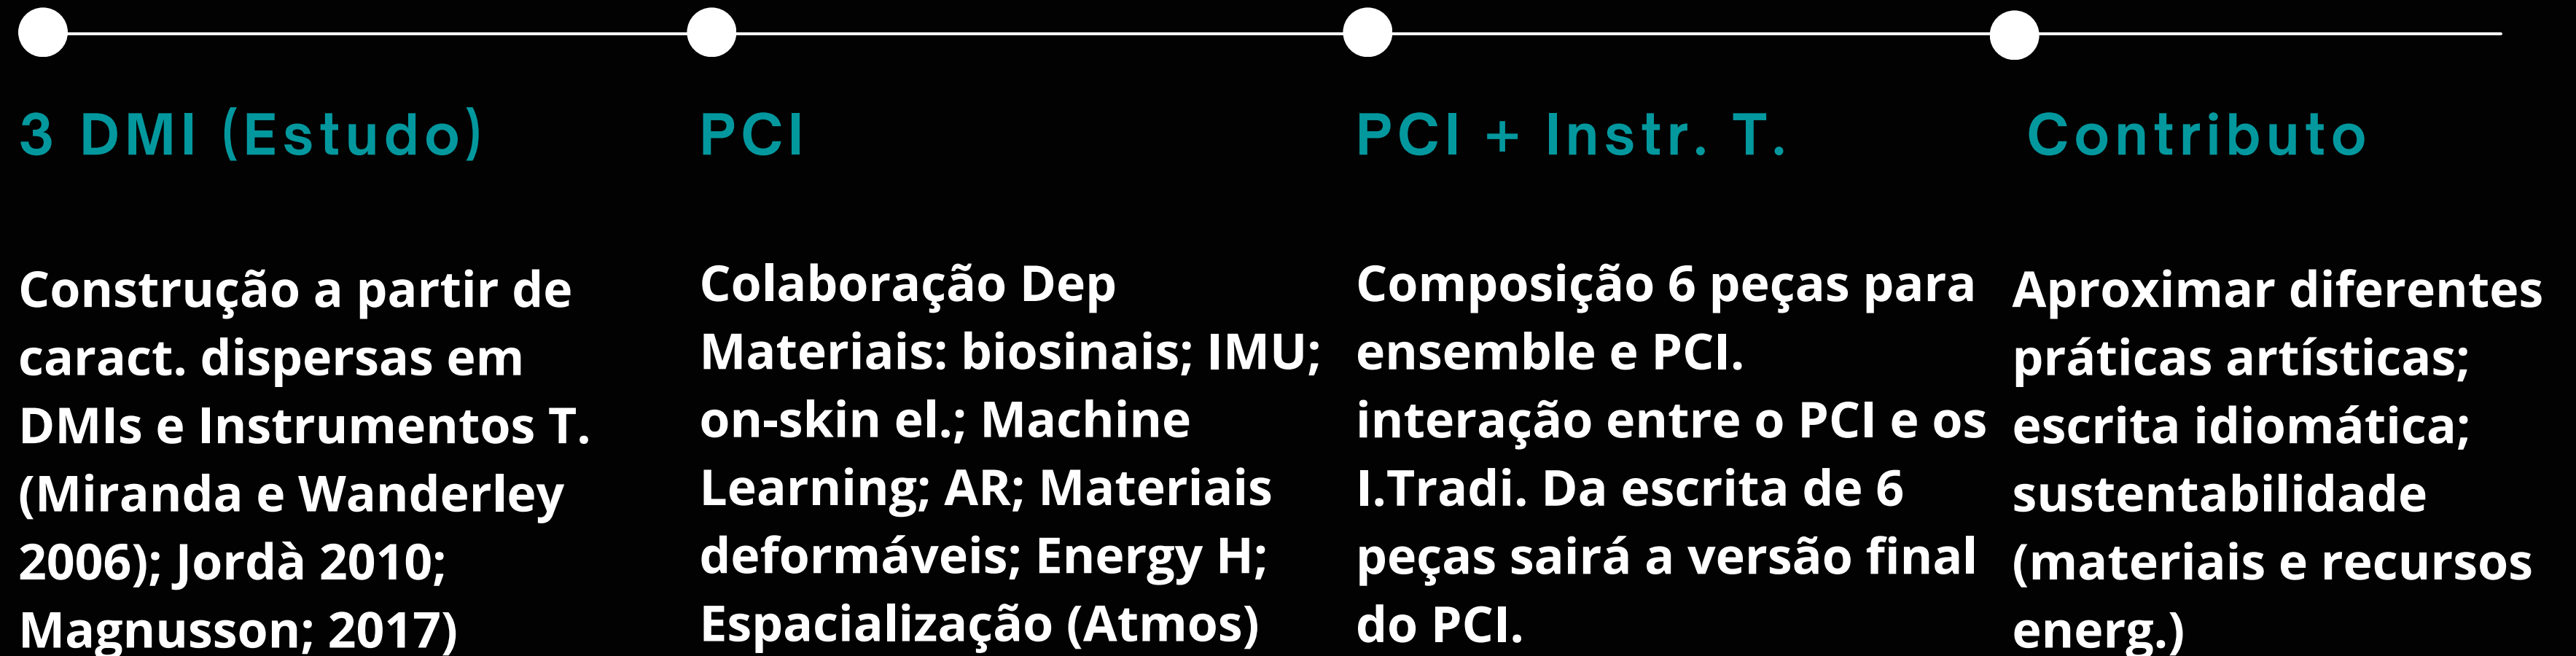 3 DMI (Estudo)
Construção a partir de
caract. dispersas em
DMIs e Instrumentos T.
(Miranda e Wanderley
2006); Jordà 2010;
Magnusson; 2017)
PCI
Colaboração Dep
Materiais: biosinais; IMU;
on-skin el.; Machine
Learning; AR; Materiais
deformáveis; Energy H;
Espacialização (Atmos)
PCI + Instr. T.
Composição 6 peças para
ensemble e PCI.
interação entre o PCI e os
I.Tradi. Da escrita de 6
peças sairá a versão final
do PCI.
Contributo
Aproximar diferentes
práticas artísticas;
escrita idiomática;
sustentabilidade
(materiais e recursos
energ.)